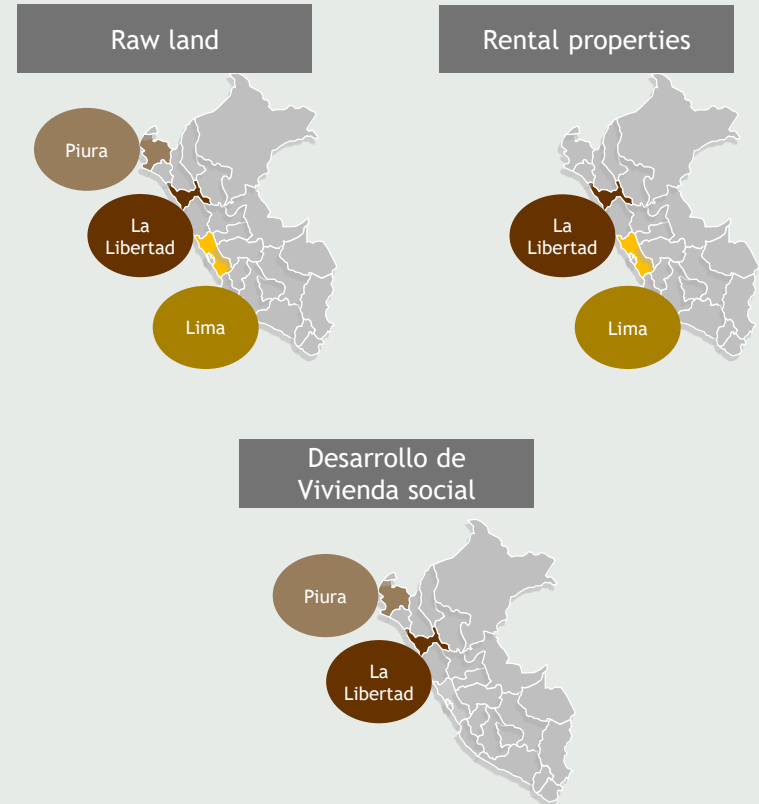 Raw land
Piura
La
Libertad
Lima
Rental properties
La
Libertad
Lima
Desarrollo de
Vivienda social
Piura
La
Libertad